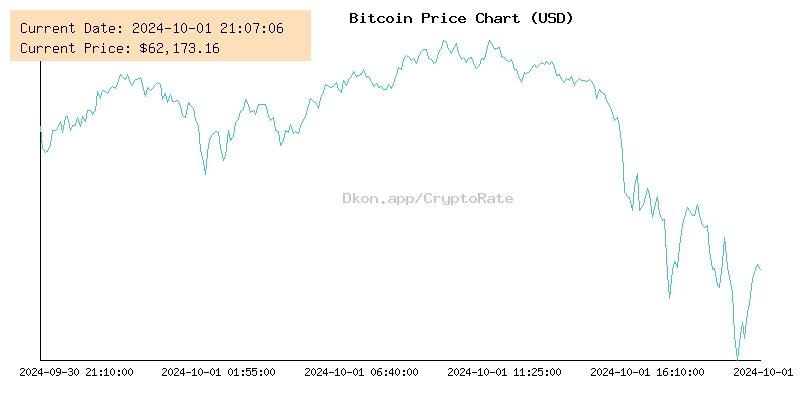 Bitcoin Price Chart (USD)
Current Date: 2024-10-01 21:07:06
Current Price: $62,173.16
Dkon.app/CryptoRate
2024-09-30 21:10:00 2024-10-01 01:55:00 2024-10-01 06:40:00 2024-10-01 11:25:00 2024-10-01 16:10:00 2024-10-01